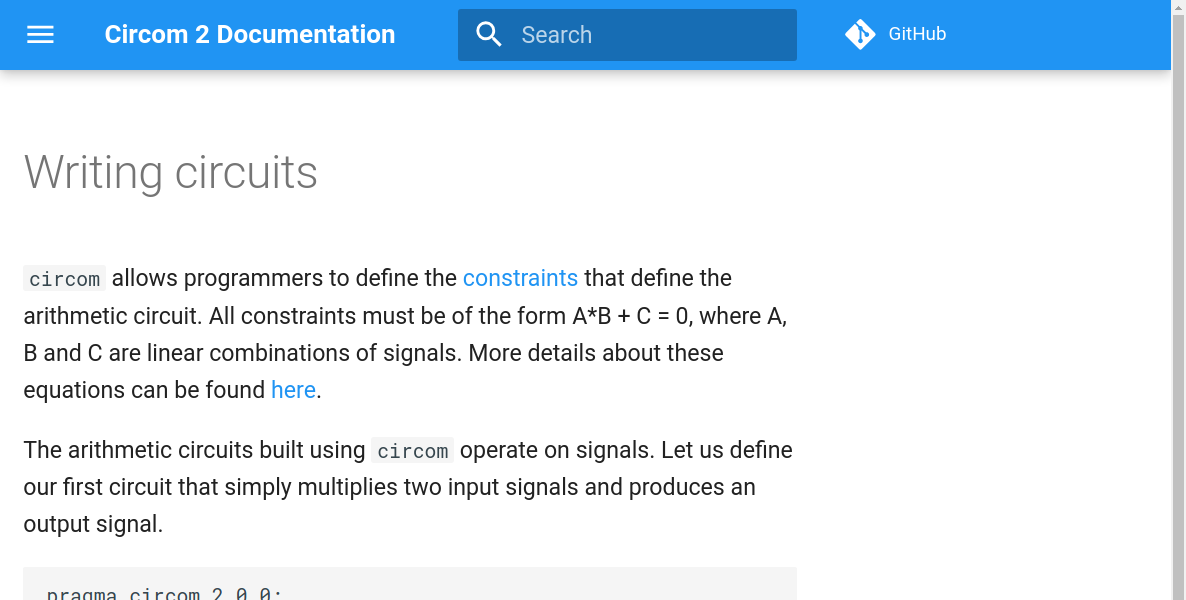 Circom 2 Documentation
Search
GitHub
Writing circuits
circom allows programmers to define the constraints that define the
arithmetic circuit. All constraints must be of the form A*B + C = 0, where A,
B and C are linear combinations of signals. More details about these
equations can be found here.
The arithmetic circuits built using circom operate on signals. Let us define
our first circuit that simply multiplies two input signals and produces an
output signal.
pragma circom 2.0.0;